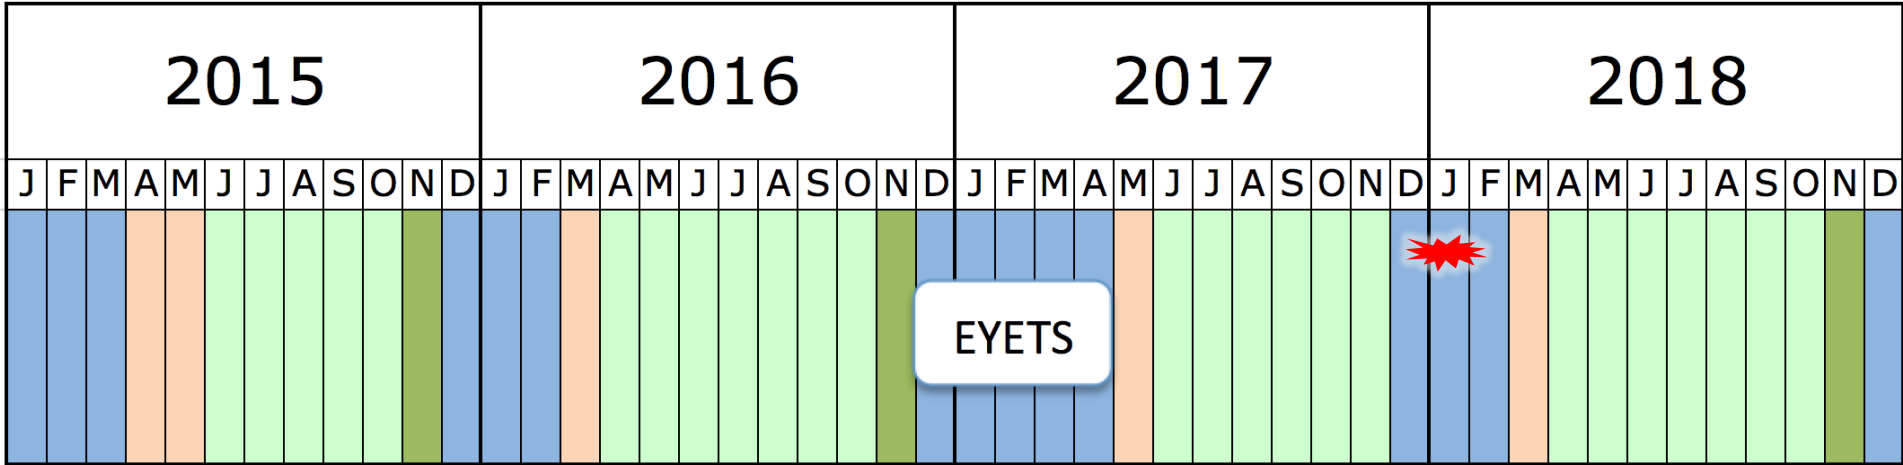 2015 2016 2017 2018
J F M A M J J A S O N D J F M A M J J A S O N D J F M A M J J A S O N D J F M A M J J A S O N D
EYETS